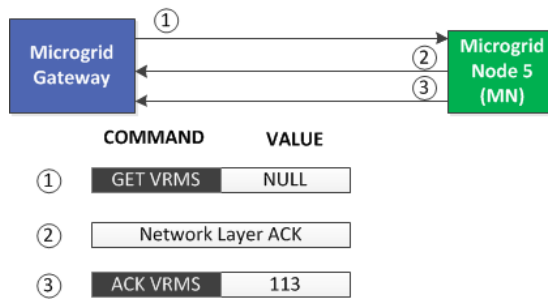 ①
Microgrid
Gateway
②
③
Microgrid
Node 5
(MN)
COMMAND VALUE
① GET VRMS NULL
② Network Layer ACK
③ ACK VRMS 113